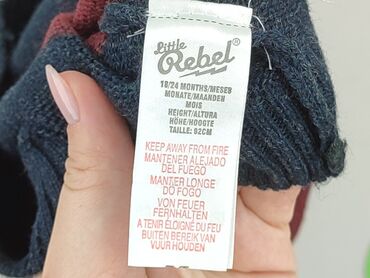 Little
Rebel®
18/24 MONTHS/MESEB
MONATE/MAANDEN
MOIS
HEIGHT/ALTURA
HÖHE/HOOGTE
TAILLE: 92CM
KEEP AWAY FROM FIRE
MANTENER ALEJADO
DEL FUEGO
MANTER LONGE
DO FOGO
VON FEUER
FERNHALTEN
A TENIR ÉLOIGNÉ DU FEU
BUITEN BEREIK VAN
VUUR HOUDEN